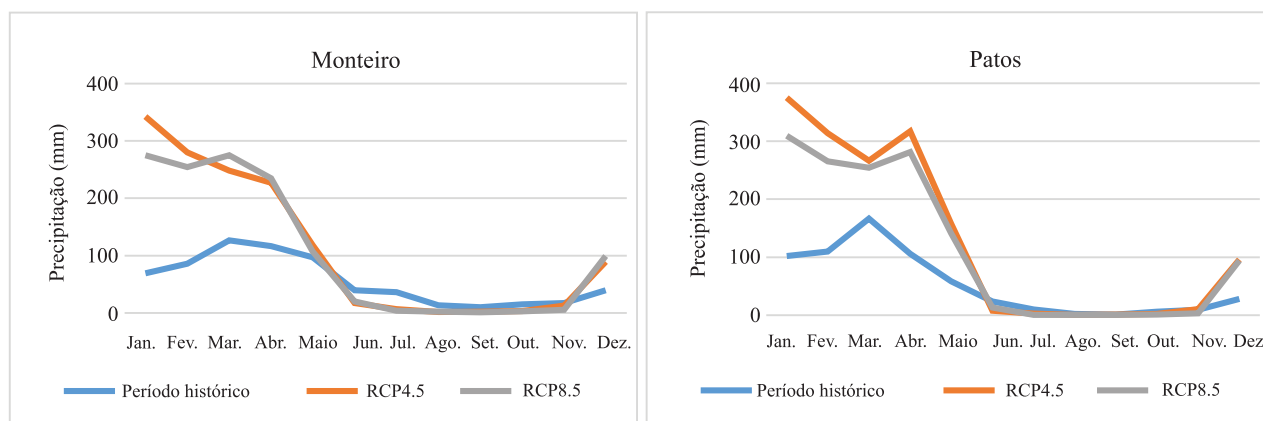 Monteiro
Precipitação (mm)
400
300
200
100
0
Jan. Fev. Mar. Abr. Maio Jun. Jul. Ago. Set. Out. Nov. Dez.
Período histórico RCP4.5 RCP8.5
Patos
Precipitação (mm)
400
300
200
100
0
Jan. Fev. Mar. Abr. Maio Jun. Jul. Ago. Set. Out. Nov. Dez
Período histórico RCP4.5 RCP8.5